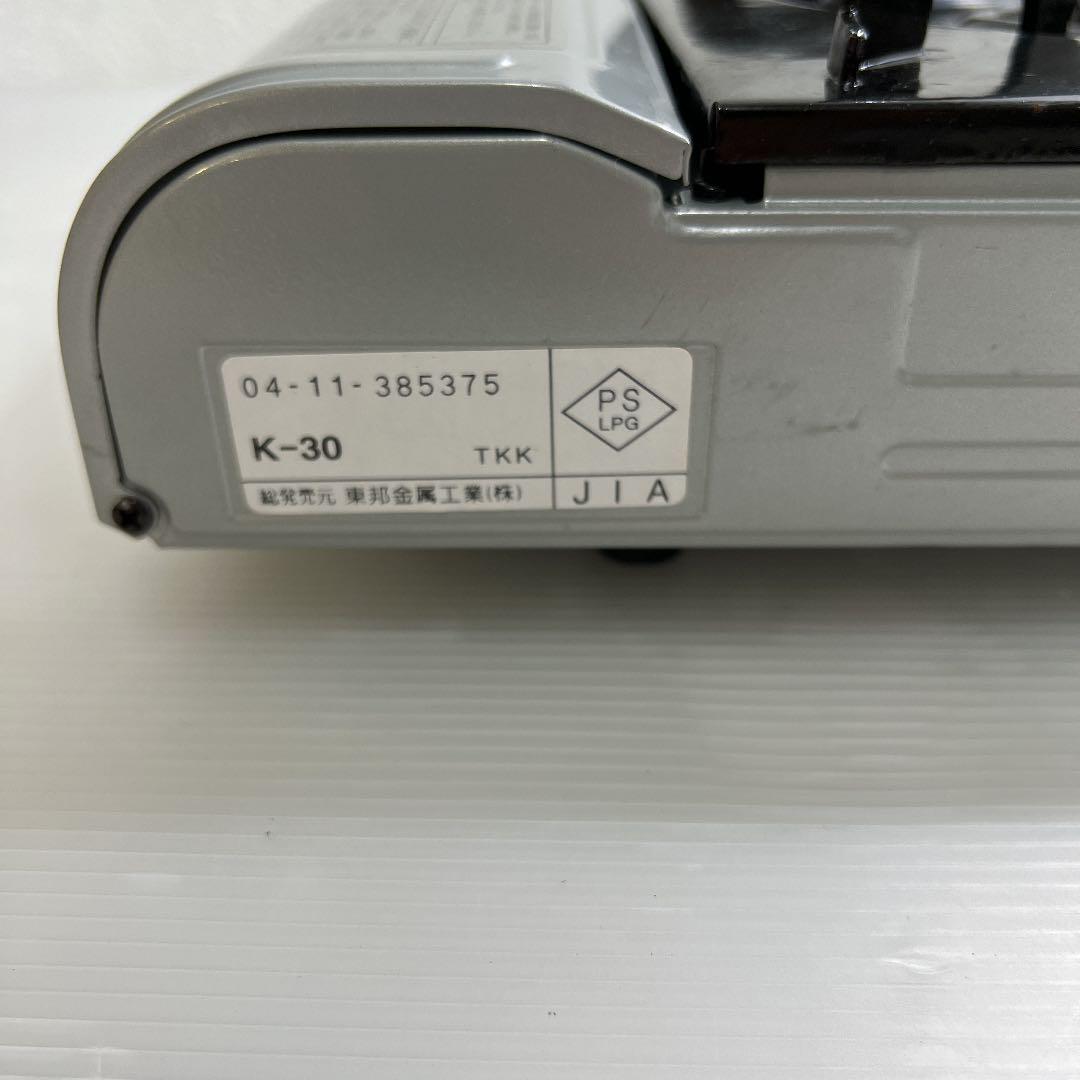 04-11-385375
K-30 TKK
総発売元 東邦金属工業(株)
PS
LPG
JIA